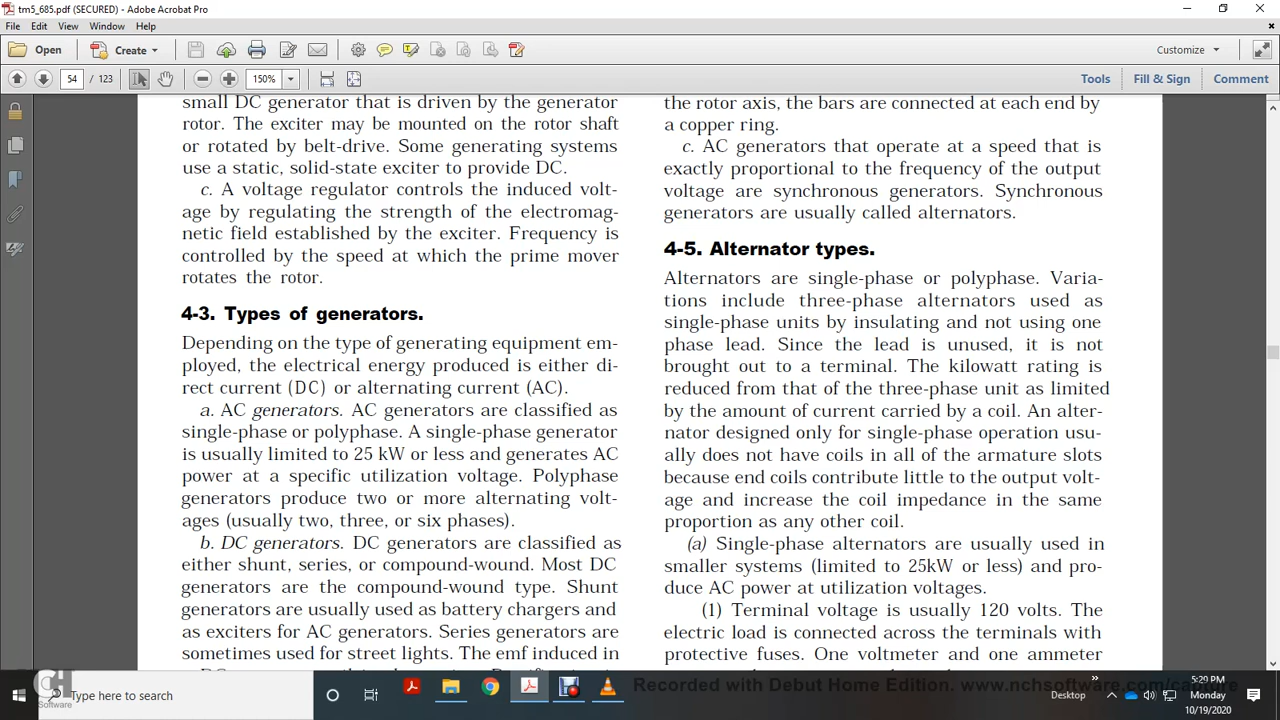 tm5_685.pdf (SECURED) - Adobe Acrobat Pro
File Edit View Window Help
Open Create Customize
54 / 123 150% Tools Fill & Sign Comment
small DC generator that is driven by the generator
rotor. The exciter may be mounted on the rotor shaft
or rotated by belt-drive. Some generating systems
use a static, solid-state exciter to provide DC.
c. A voltage regulator controls the induced volt-
age by regulating the strength of the electromag-
netic field established by the exciter. Frequency is
controlled by the speed at which the prime mover
rotates the rotor.
4-3. Types of generators.
Depending on the type of generating equipment em-
ployed, the electrical energy produced is either di-
rect current (DC) or alternating current (AC).
a. AC generators. AC generators are classified as
single-phase or polyphase. A single-phase generator
is usually limited to 25 kW or less and generates AC
power at a specific utilization voltage. Polyphase
generators produce two or more alternating volt-
ages (usually two, three, or six phases).
b. DC generators. DC generators are classified as
either shunt, series, or compound-wound. Most DC
generators are the compound-wound type. Shunt
generators are usually used as battery chargers and
as exciters for AC generators. Series generators are
sometimes used for street lights. The emf induced in
the rotor axis, the bars are connected at each end by
a copper ring.
c. AC generators that operate at a speed that is
exactly proportional to the frequency of the output
voltage are synchronous generators. Synchronous
generators are usually called alternators.
4-5. Alternator types.
Alternators are single-phase or polyphase. Varia-
tions include three-phase alternators used as
single-phase units by insulating and not using one
phase lead. Since the lead is unused, it is not
brought out to a terminal. The kilowatt rating is
reduced from that of the three-phase unit as limited
by the amount of current carried by a coil. An alter-
nator designed only for single-phase operation usu-
ally does not have coils in all of the armature slots
because end coils contribute little to the output volt-
age and increase the coil impedance in the same
proportion as any other coil.
(a) Single-phase alternators are usually used in
smaller systems (limited to 25kW or less) and pro-
duce AC power at utilization voltages.
(1) Terminal voltage is usually 120 volts. The
electric load is connected across the terminals with
protective fuses. One voltmeter and one ammeter
Recorded with Debut Home Edition. www.nchsoftware.com/capture
CH
Software
Type here to search
Desktop
5:29 PM
Monday
10/19/2020